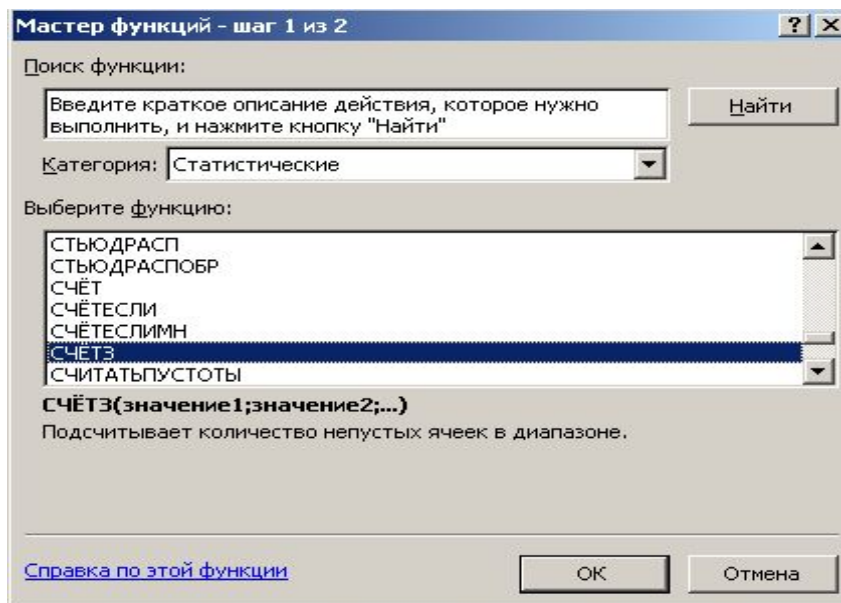 Мастер функций - шаг 1 из 2
Поиск функции:
Введите краткое описание действия, которое нужно
выполнить, и нажмите кнопку "Найти"
Найти
Категория: Статистические
Выберите функцию:
СТЬЮДРАСП
СТЬЮДРАСПОБР
СЧЁТ
СЧЁТЕСЛИ
СЧЁТЕСЛИМН
СЧЁТЗ
СЧИТАТЬПУСТОТЫ
СЧЁТЗ(значение1;значение2;...)
Подсчитывает количество непустых ячеек в диапазоне.
Справка по этой функции
ОК
Отмена